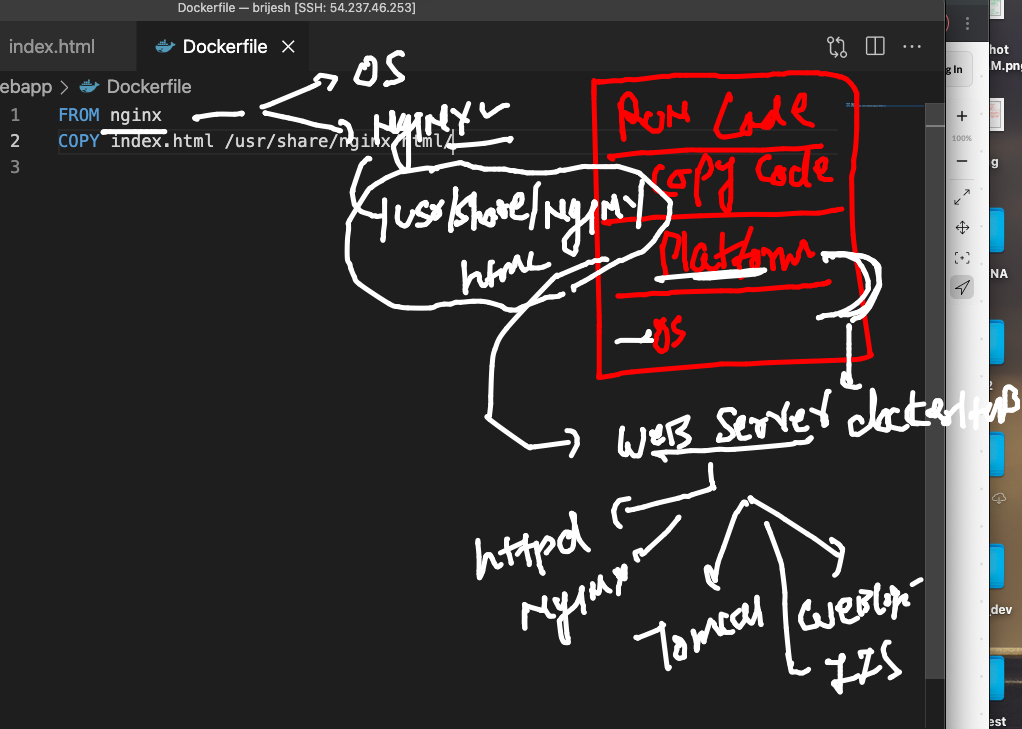 Dockerfile — brijesh [SSH: 54.237.46.253]
index.html
Dockerfile
ebapp > Dockerfile
1 FROM nginx
2 COPY index.html /usr/share/nginx/html/
3
OS
NgiNX
/usr/share/NgiNX/
html
RUN Code
Copy Code
Platform
OS
WEB Server
dockerHuB
httpd
NgiNX
Tomcat
IIS
g In
100%
hot
M.png
g
NA
2
dev
est